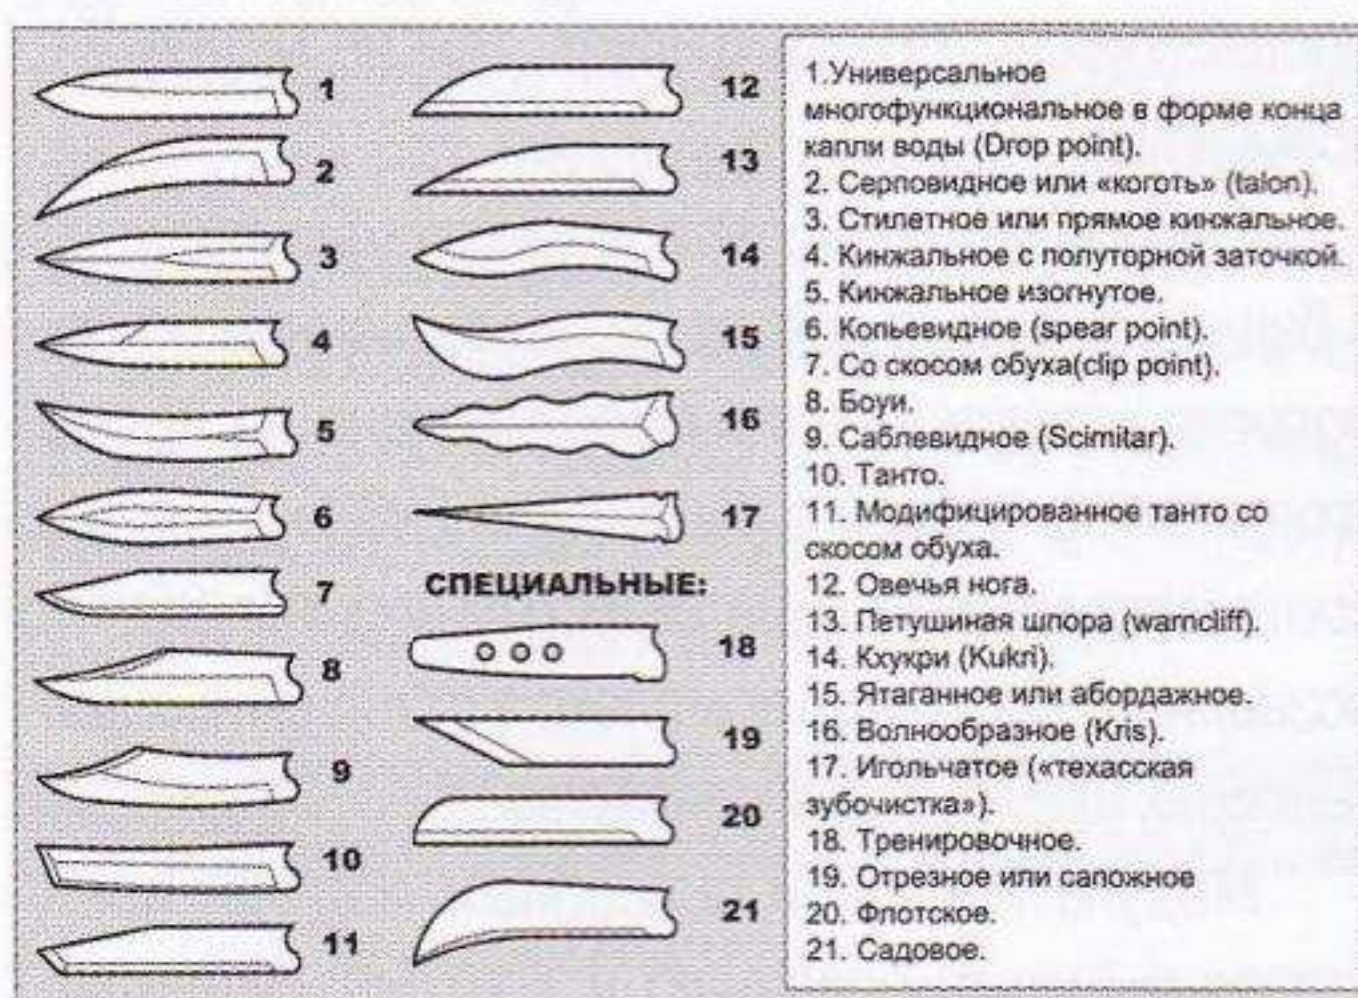 1
2
3
4
5
6
7
8
9
10
11
12
13
14
15
16
17
СПЕЦИАЛЬНЫЕ:
18
19
20
21
1.Универсальное
многофункциональное в форме конца
капли воды (Drop point).
2. Серповидное или «коготь» (talon).
3. Стилетное или прямое кинжальное.
4. Кинжальное с полуторной заточкой.
5. Кинжальное изогнутое.
6. Копьевидное (spear point).
7. Со скосом обуха(clip point).
8. Боуи.
9. Саблевидное (Scimitar).
10. Танто.
11. Модифицированное танто со
скосом обуха.
12. Овечья нога.
13. Петушиная шпора (warncliff).
14. Кхукри (Kukri).
15. Ятаганное или абордажное.
16. Волнообразное (Kris).
17. Игольчатое («техасская
зубочистка»).
18. Тренировочное.
19. Отрезное или сапожное
20. Флотское.
21. Садовое.